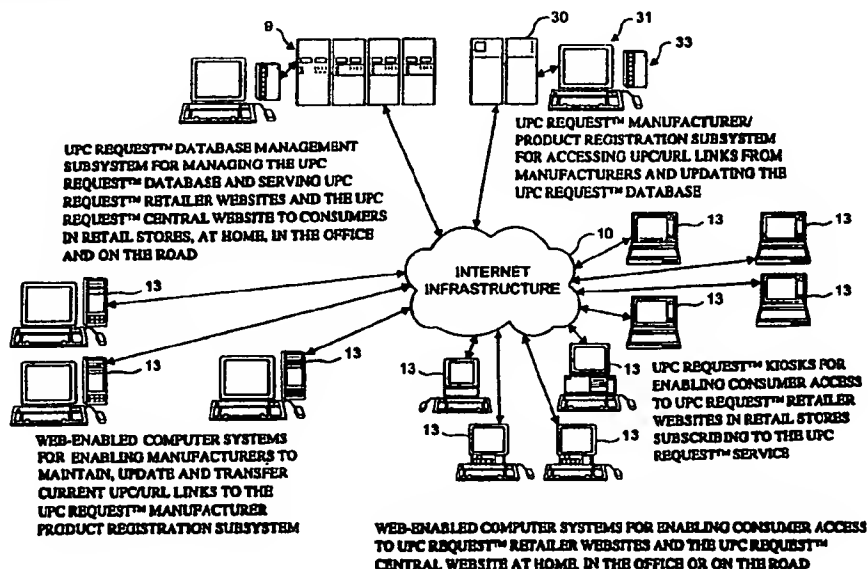 9
30
31
33
UPC REQUEST™ DATABASE MANAGEMENT
SUBSYSTEM FOR MANAGING THE UPC
REQUEST™ DATABASE AND SERVING UPC
REQUEST™ RETAILER WEBSITES AND THE UPC
REQUEST™ CENTRAL WEBSITE TO CONSUMERS
IN RETAIL STORES, AT HOME, IN THE OFFICE
AND ON THE ROAD
UPC REQUEST™ MANUFACTURER/
PRODUCT REGISTRATION SUBSYSTEM
FOR ACCESSING UPC/URL LINKS FROM
MANUFACTURERS AND UPDATING THE
UPC REQUEST™ DATABASE
10
INTERNET
INFRASTRUCTURE
13
13
13
13
13
13
13
13
13
13
13
WEB-ENABLED COMPUTER SYSTEMS
FOR ENABLING MANUFACTURERS TO
MAINTAIN, UPDATE AND TRANSFER
CURRENT UPC/URL LINKS TO THE
UPC REQUEST™ MANUFACTURER
PRODUCT REGISTRATION SUBSYSTEM
UPC REQUEST™ KIOSKS FOR
ENABLING CONSUMER ACCESS
TO UPC REQUEST™ RETAILER
WEBSITES IN RETAIL STORES
SUBSCRIBING TO THE UPC
REQUEST™ SERVICE
WEB-ENABLED COMPUTER SYSTEMS FOR ENABLING CONSUMER ACCESS
TO UPC REQUEST™ RETAILER WEBSITES AND THE UPC REQUEST™
CENTRAL WEBSITE AT HOME, IN THE OFFICE OR ON THE ROAD